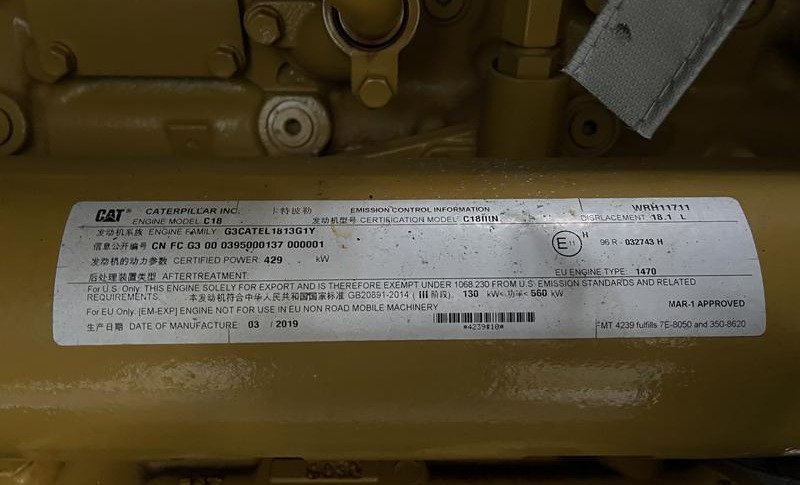 CAT® CATERPILLAR INC. 卡特彼勒 EMISSION CONTROL INFORMATION WRH11711
ENGINE MODEL: C18 发动机型号 CERTIFICATION MODEL: C18IIIN DISPLACEMENT: 18.1 L
发动机系族 ENGINE FAMILY: G3CATEL1813G1Y
信息公开编号 CN FC G3 00 0395000137 000001
E11 H 96 R - 032743 H
发动机的动力参数 CERTIFIED POWER: 429 kW
后处理装置类型 AFTERTREATMENT: EU ENGINE TYPE: 1470
For U.S. Only: THIS ENGINE SOLELY FOR EXPORT AND IS THEREFORE EXEMPT UNDER 1068.230 FROM U.S. EMISSION STANDARDS AND RELATED
REQUIREMENTS. 本发动机符合中华人民共和国国家标准 GB20891-2014 ( III 阶段) 130 kW<功率< 560 kW
For EU Only: [EM-EXP] ENGINE NOT FOR USE IN EU NON ROAD MOBILE MACHINERY MAR-1 APPROVED
生产日期 DATE OF MANUFACTURE 03 / 2019
*4239#10* FMT 4239 fulfills 7E-8050 and 350-8620